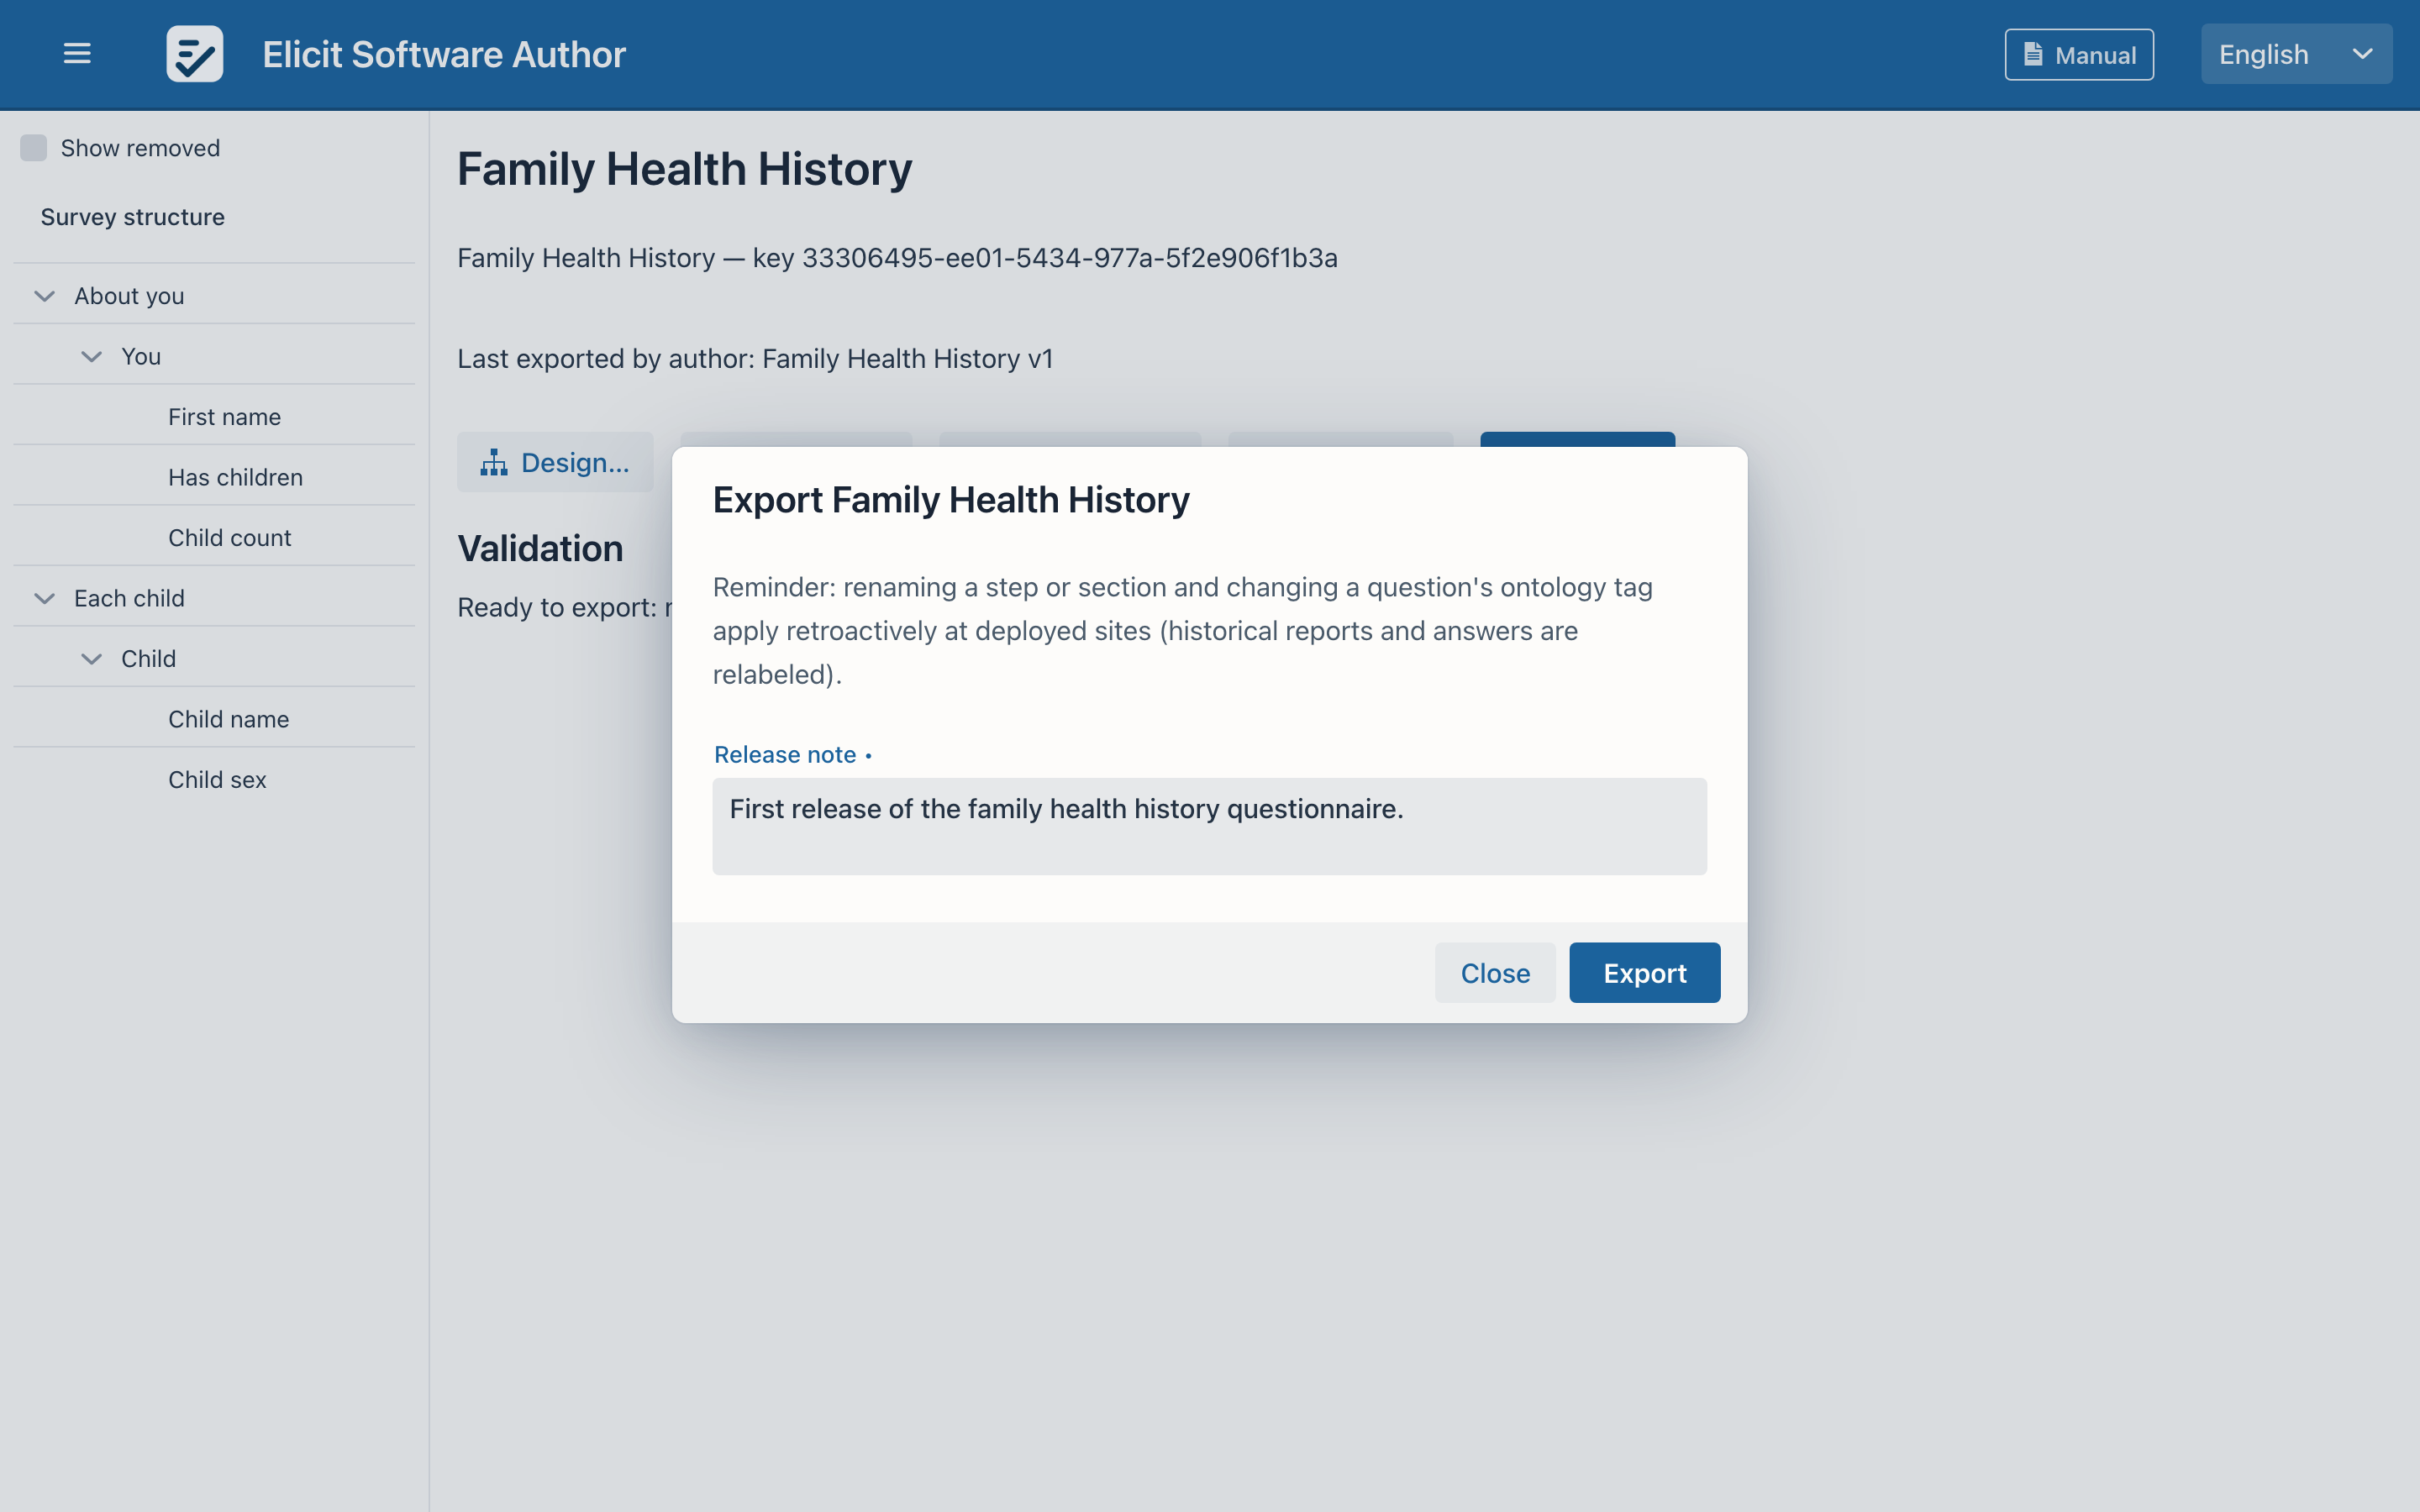 Elicit Software Author
Manual
English
Show removed
Survey structure
About you
You
First name
Has children
Child count
Each child
Child
Child name
Child sex
Family Health History
Family Health History — key 33306495-ee01-5434-977a-5f2e906f1b3a
Last exported by author: Family Health History v1
Design...
Validation
Ready to export:
Export Family Health History
Reminder: renaming a step or section and changing a question's ontology tag
apply retroactively at deployed sites (historical reports and answers are
relabeled).
Release note •
First release of the family health history questionnaire.
Close
Export